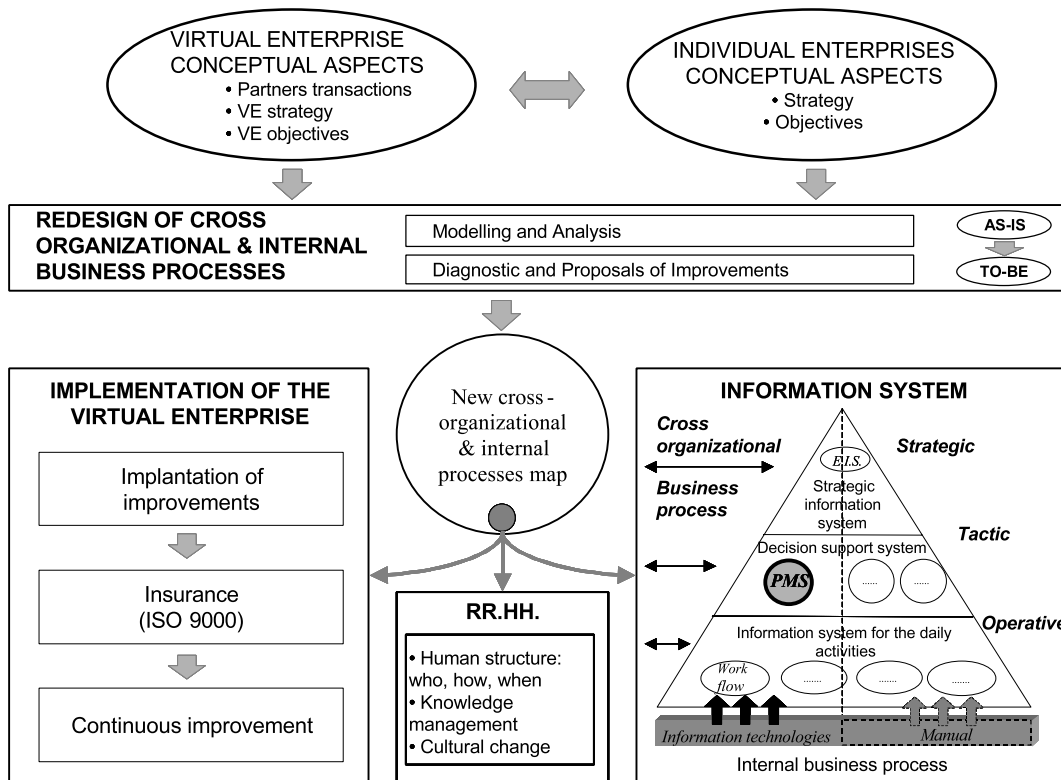 VIRTUAL ENTERPRISE
CONCEPTUAL ASPECTS
• Partners transactions
• VE strategy
• VE objectives
INDIVIDUAL ENTERPRISES
CONCEPTUAL ASPECTS
• Strategy
• Objectives
REDESIGN OF CROSS
ORGANIZATIONAL & INTERNAL
BUSINESS PROCESSES
Modelling and Analysis
Diagnostic and Proposals of Improvements
AS-IS
TO-BE
New cross-
organizational
& internal
processes map
IMPLEMENTATION OF THE
VIRTUAL ENTERPRISE
Implantation of
improvements
Insurance
(ISO 9000)
Continuous improvement
RR.HH.
• Human structure:
who, how, when
• Knowledge
management
• Cultural change
INFORMATION SYSTEM
Cross
organizational
Business
process
Strategic
Tactic
Operative
E.I.S.
Strategic
information
system
Decision support system
PMS
......
......
Information system for the daily
activities
Work
flow
.......
.......
.......
Information technologies
Manual
Internal business process